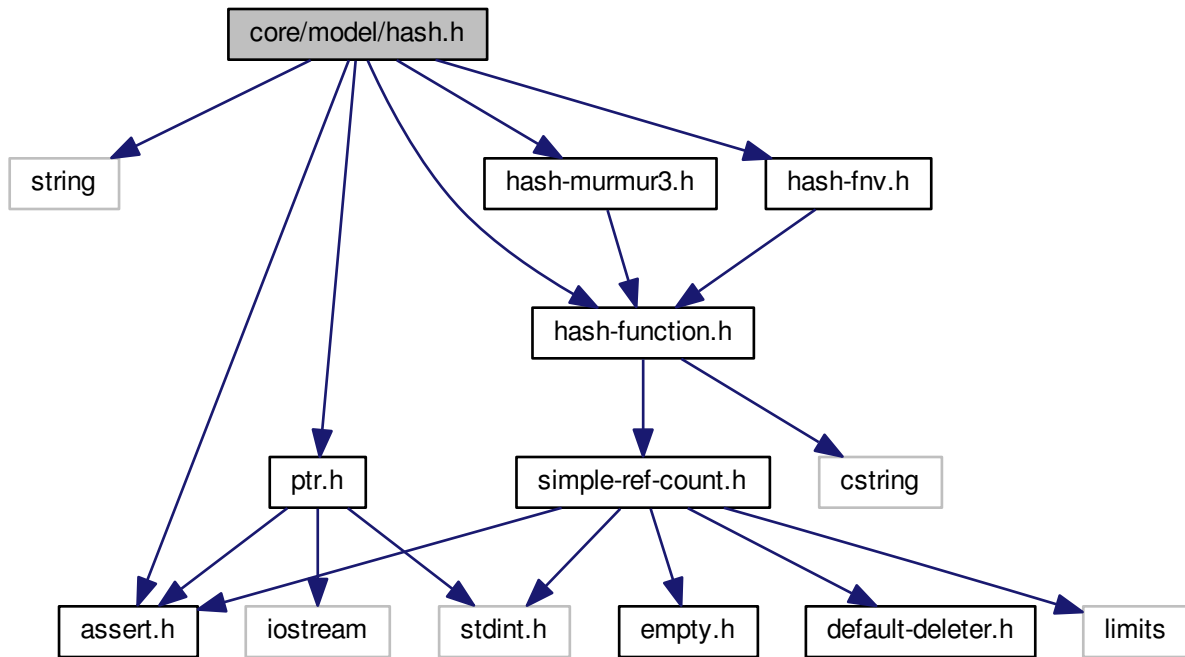 core/model/hash.h
string
hash-murmur3.h
hash-fnv.h
hash-function.h
ptr.h
simple-ref-count.h
cstring
assert.h
iostream
stdint.h
empty.h
default-deleter.h
limits